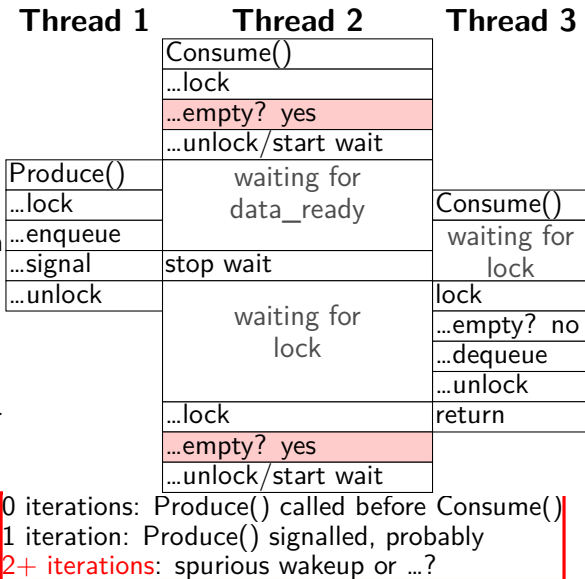 Thread 1 Thread 2 Thread 3
Consume()
…lock
…empty? yes
…unlock/start wait
Produce() waiting for
…lock data_ready Consume()
…enqueue waiting for
…signal stop wait lock
…unlock lock
waiting for …empty? no
lock …dequeue
…unlock
…lock return
…empty? yes
…unlock/start wait
0 iterations: Produce() called before Consume()
1 iteration: Produce() signalled, probably
2+ iterations: spurious wakeup or …?